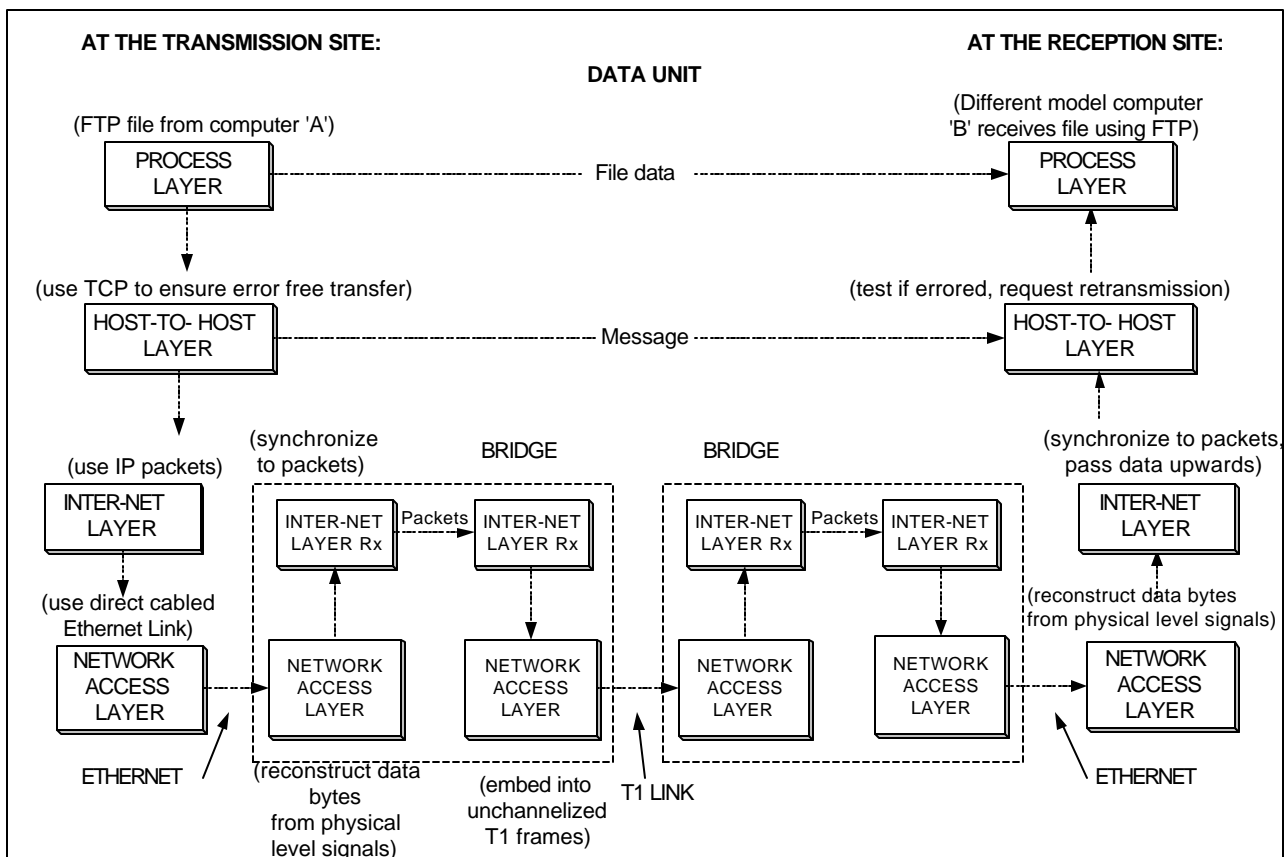 AT THE TRANSMISSION SITE:
AT THE RECEPTION SITE:
DATA UNIT
(FTP file from computer 'A')
(Different model computer
'B' receives file using FTP)
PROCESS
LAYER
File data
PROCESS
LAYER
(use TCP to ensure error free transfer)
(test if errored, request retransmission)
HOST-TO- HOST
LAYER
Message
HOST-TO- HOST
LAYER
(use IP packets)
(synchronize
to packets)
BRIDGE
BRIDGE
(synchronize to packets,
pass data upwards)
INTER-NET
LAYER
INTER-NET
LAYER Rx
Packets
INTER-NET
LAYER Rx
INTER-NET
LAYER Rx
Packets
INTER-NET
LAYER Rx
INTER-NET
LAYER
(use direct cabled
Ethernet Link)
(reconstruct data bytes
from physical level signals)
NETWORK
ACCESS
LAYER
NETWORK
ACCESS
LAYER
NETWORK
ACCESS
LAYER
NETWORK
ACCESS
LAYER
NETWORK
ACCESS
LAYER
NETWORK
ACCESS
LAYER
ETHERNET
(reconstruct data
bytes
from physical
level signals)
(embed into
unchannelized
T1 frames)
T1 LINK
ETHERNET